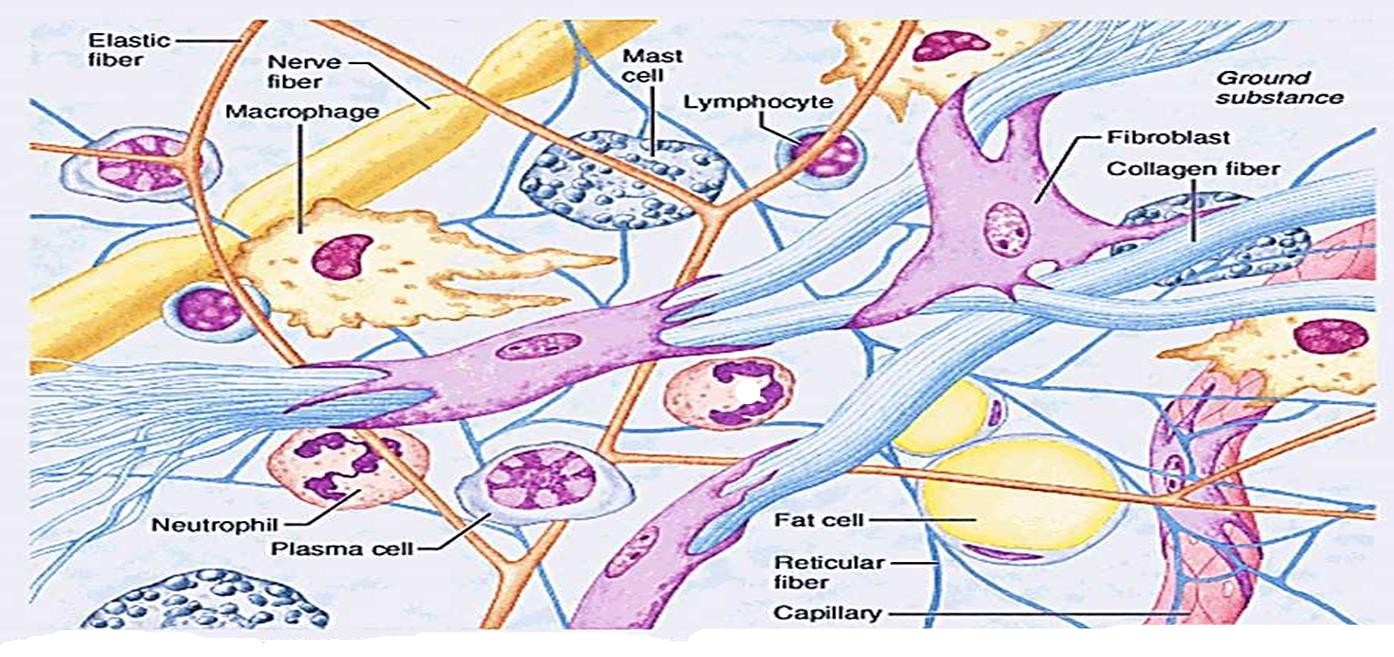 Elastic
fiber
Nerve
fiber
Macrophage
Mast
cell
Lymphocyte
Ground
substance
Fibroblast
Collagen fiber
Neutrophil
Plasma cell
Fat cell
Reticular
fiber
Capillary